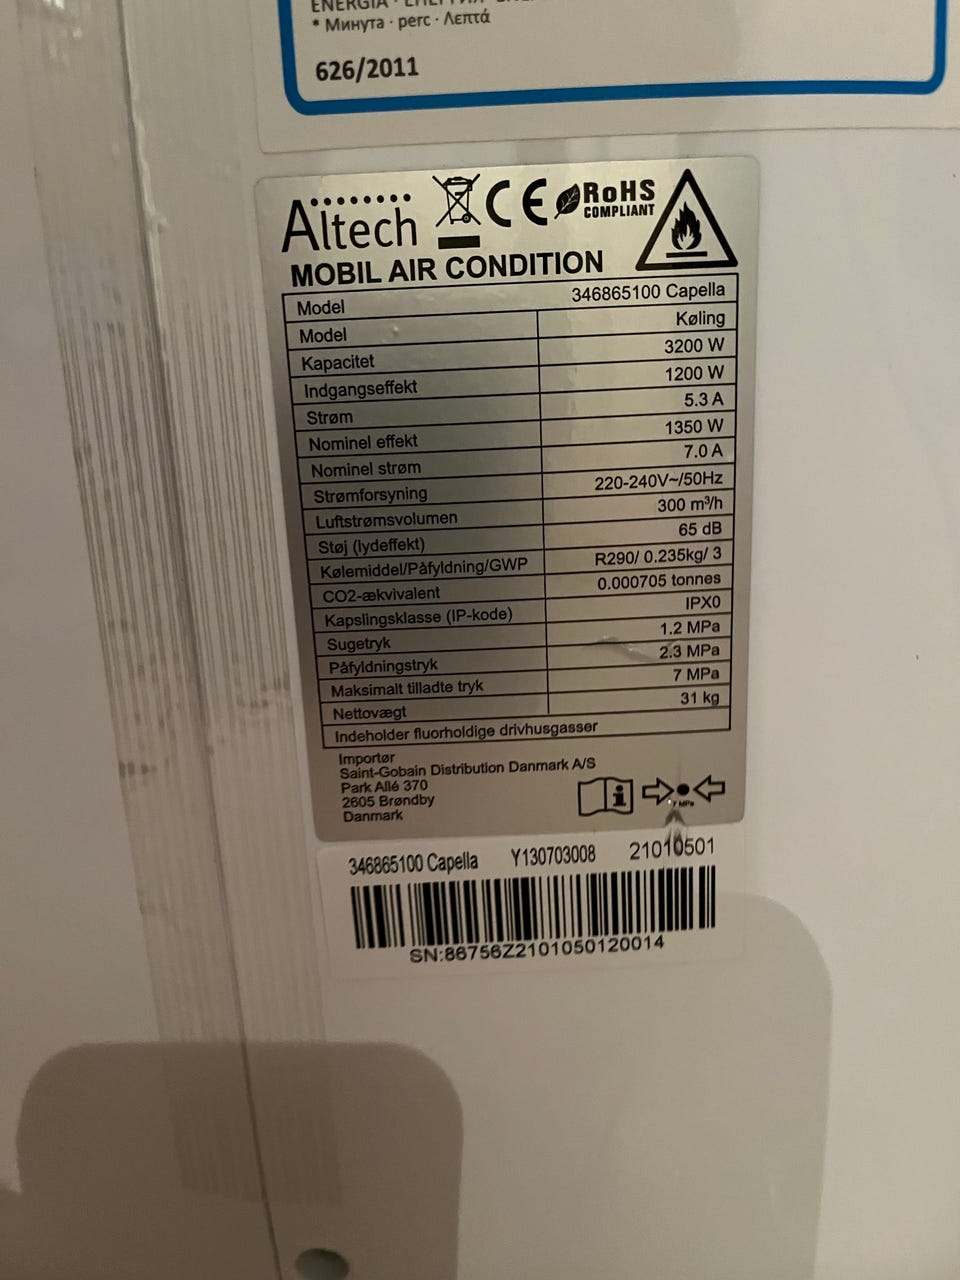 * Минута · perc · Λεπτά
626/2011
Altech CE RoHS
COMPLIANT
MOBIL AIR CONDITION
Model 346865100 Capella
Model Køling
Kapacitet 3200 W
Indgangseffekt 1200 W
Strøm 5.3 A
Nominel effekt 1350 W
Nominel strøm 7.0 A
Strømforsyning 220-240V~/50Hz
Luftstrømsvolumen 300 m³/h
Støj (lydeffekt) 65 dB
Kølemiddel/Påfyldning/GWP R290/ 0.235kg/ 3
CO2-ækvivalent 0.000705 tonnes
Kapslingsklasse (IP-kode) IPX0
Sugetryk 1.2 MPa
Påfyldningstryk 2.3 MPa
Maksimalt tilladte tryk 7 MPa
Nettovægt 31 kg
Indeholder fluorholdige drivhusgasser
Importør
Saint-Gobain Distribution Danmark A/S
Park Allé 370
2605 Brøndby
Danmark
7 MPa
346865100 Capella Y130703008 21010501
SN:86756Z2101050120014